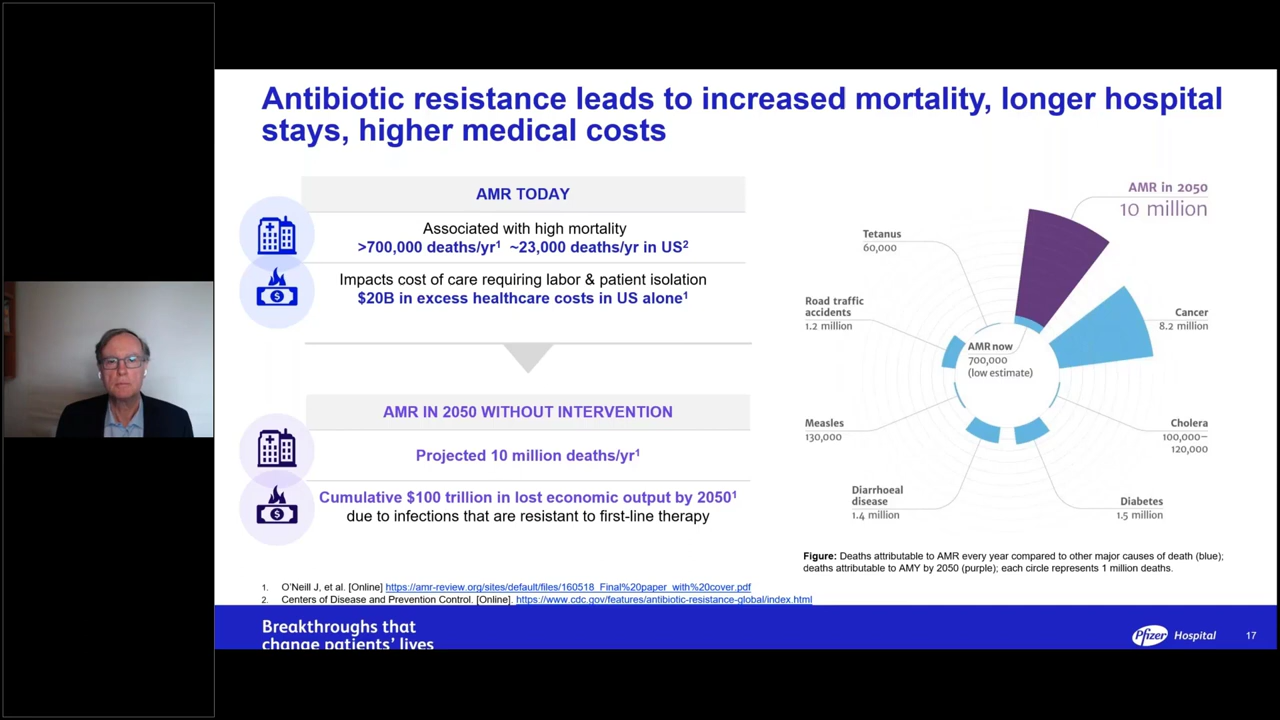 Antibiotic resistance leads to increased mortality, longer hospital
stays, higher medical costs
AMR TODAY
Associated with high mortality
>700,000 deaths/yr¹ ~23,000 deaths/yr in US²
Impacts cost of care requiring labor & patient isolation
$20B in excess healthcare costs in US alone¹
AMR IN 2050 WITHOUT INTERVENTION
Projected 10 million deaths/yr¹
Cumulative $100 trillion in lost economic output by 2050¹
due to infections that are resistant to first-line therapy
AMR in 2050
10 million
Tetanus
60,000
Road traffic
accidents
1.2 million
Cancer
8.2 million
AMR now
700,000
(low estimate)
Measles
130,000
Cholera
100,000–
120,000
Diarrhoeal
disease
1.4 million
Diabetes
1.5 million
Figure: Deaths attributable to AMR every year compared to other major causes of death (blue);
deaths attributable to AMY by 2050 (purple); each circle represents 1 million deaths.
1. O'Neill J, et al. [Online] https://amr-review.org/sites/default/files/160518_Final%20paper_with%20cover.pdf
2. Centers of Disease and Prevention Control. [Online]. https://www.cdc.gov/features/antibiotic-resistance-global/index.html
Breakthroughs that
change patients' lives
Pfizer Hospital 17